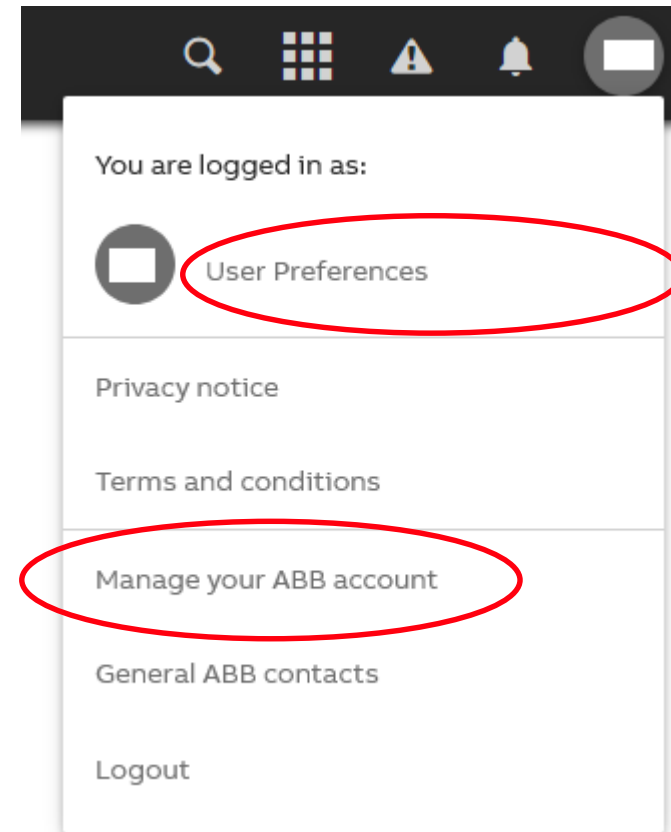 You are logged in as:
User Preferences
Privacy notice
Terms and conditions
Manage your ABB account
General ABB contacts
Logout